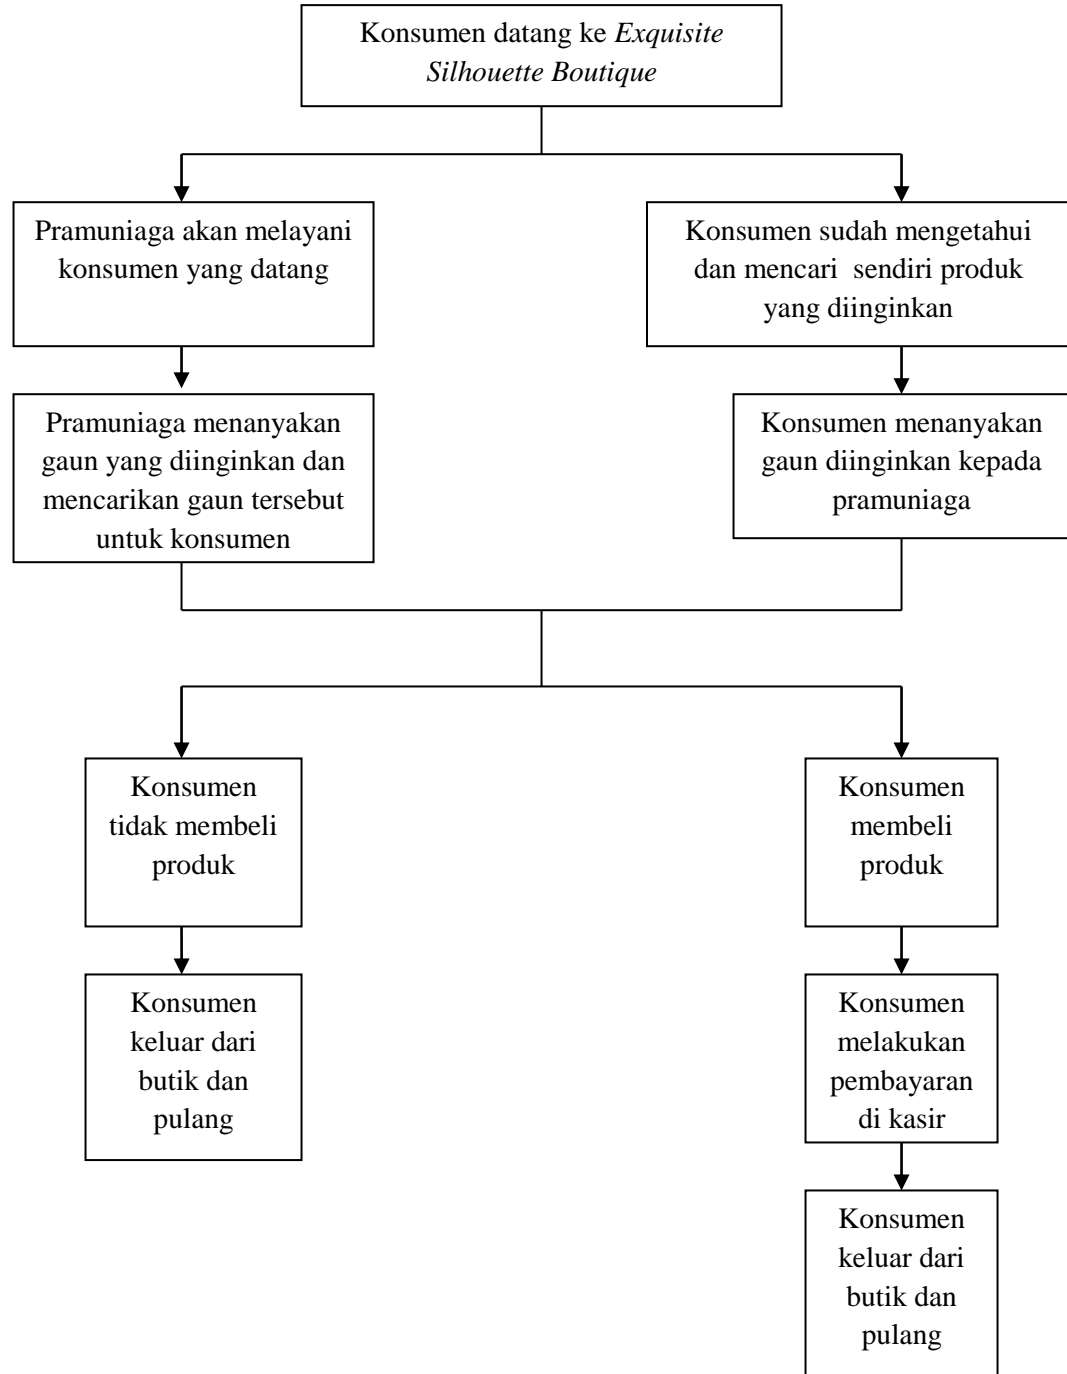 Konsumen datang ke Exquisite
Silhouette Boutique
Pramuniaga akan melayani
konsumen yang datang
Konsumen sudah mengetahui
dan mencari  sendiri produk
yang diinginkan
Pramuniaga menanyakan
gaun yang diinginkan dan
mencarikan gaun tersebut
untuk konsumen
Konsumen menanyakan
gaun diinginkan kepada
pramuniaga
Konsumen
tidak membeli
produk
Konsumen
membeli
produk
Konsumen
keluar dari
butik dan
pulang
Konsumen
melakukan
pembayaran
di kasir
Konsumen
keluar dari
butik dan
pulang